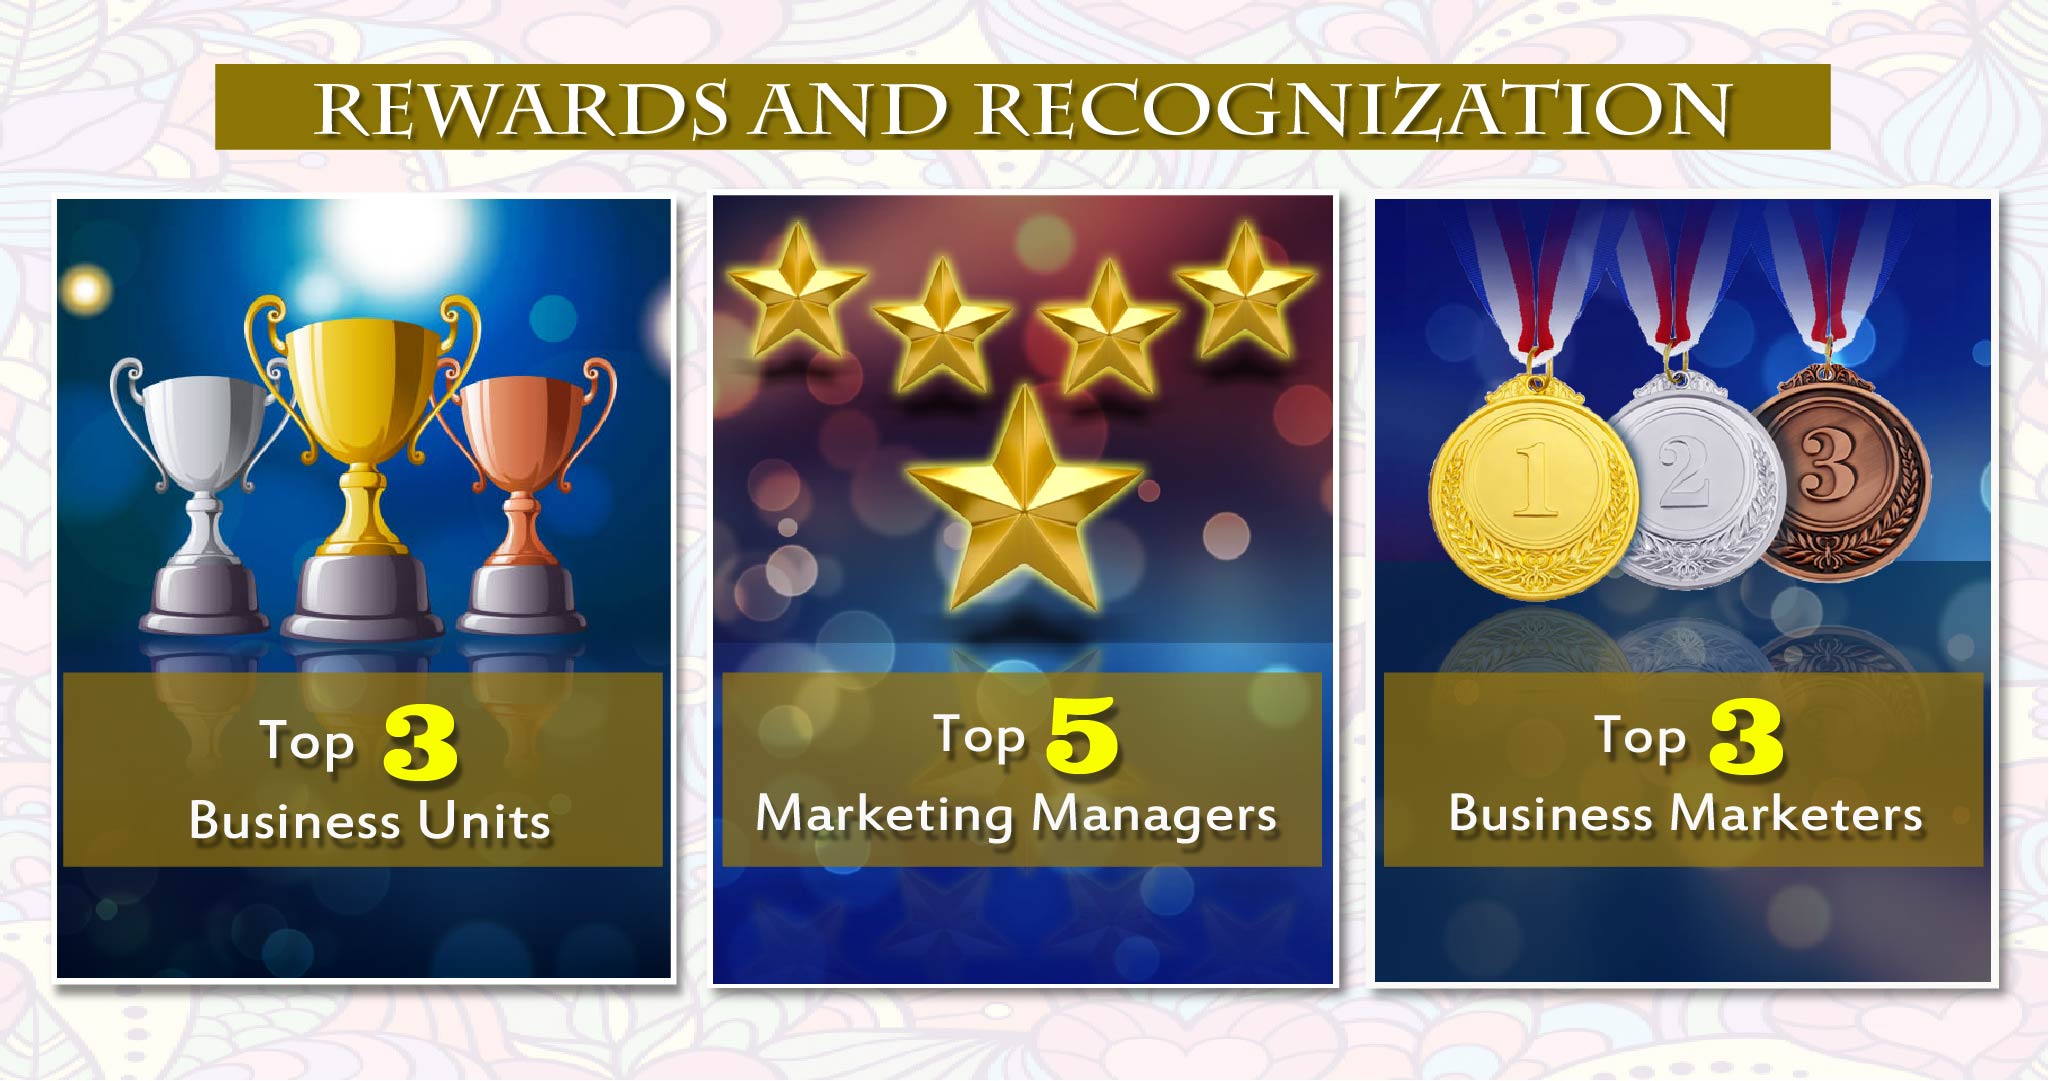 REWARDS AND RECOGNIZATION
Top 3
Business Units
Top 5
Marketing Managers
1
2
3
Top 3
Business Marketers